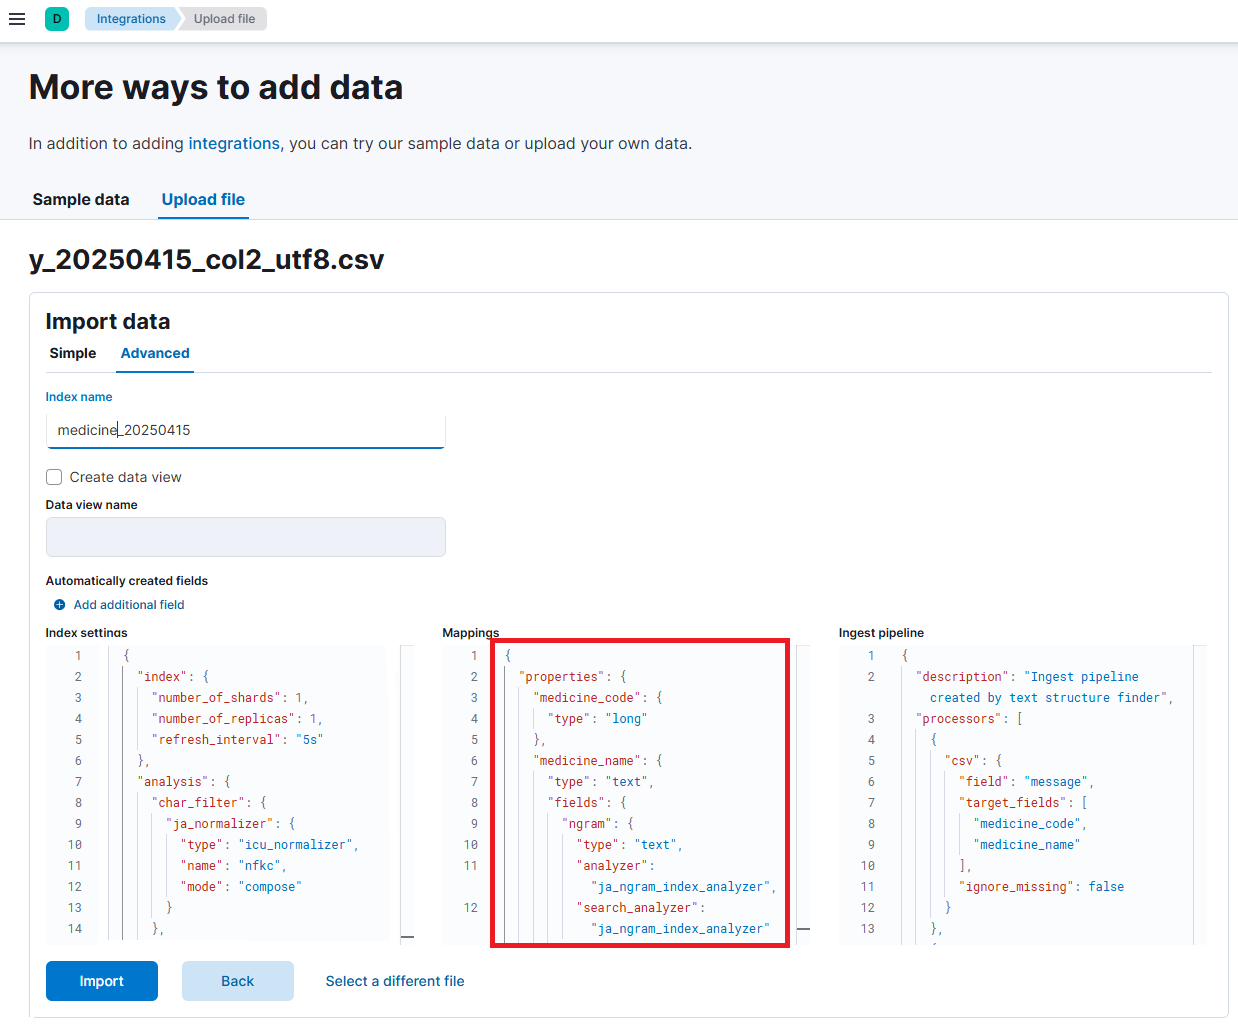 D
Integrations
Upload file
More ways to add data
In addition to adding integrations, you can try our sample data or upload your own data.
Sample data
Upload file
y_20250415_col2_utf8.csv
Import data
Simple
Advanced
Index name
medicine_20250415
Create data view
Data view name
Automatically created fields
Add additional field
Index settings
1 {
2 "index": {
3 "number_of_shards": 1,
4 "number_of_replicas": 1,
5 "refresh_interval": "5s"
6 },
7 "analysis": {
8 "char_filter": {
9 "ja_normalizer": {
10 "type": "icu_normalizer",
11 "name": "nfkc",
12 "mode": "compose"
13 }
14 },
Mappings
1 {
2 "properties": {
3 "medicine_code": {
4 "type": "long"
5 },
6 "medicine_name": {
7 "type": "text",
8 "fields": {
9 "ngram": {
10 "type": "text",
11 "analyzer":
"ja_ngram_index_analyzer",
12 "search_analyzer":
"ja_ngram_index_analyzer"
Ingest pipeline
1 {
2 "description": "Ingest pipeline
created by text structure finder",
3 "processors": [
4 {
5 "csv": {
6 "field": "message",
7 "target_fields": [
8 "medicine_code",
9 "medicine_name"
10 ],
11 "ignore_missing": false
12 }
13 },
Import
Back
Select a different file